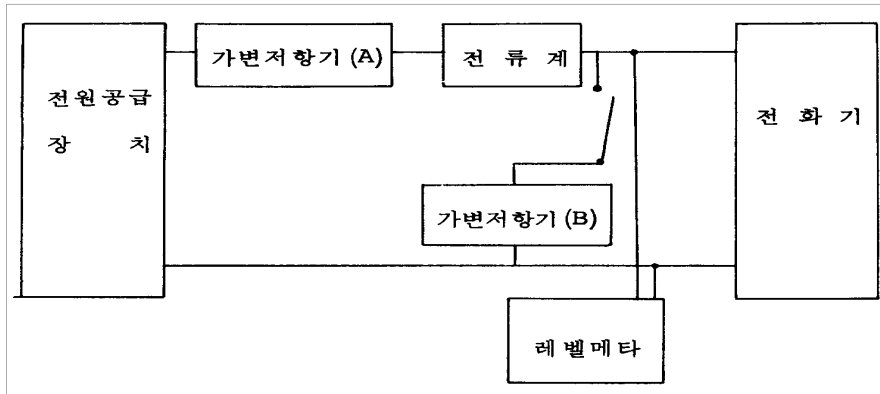 가변저항기 (A)
전 류 계
전원공급
장 치
전 화 기
가변저항기 (B)
레벨메타